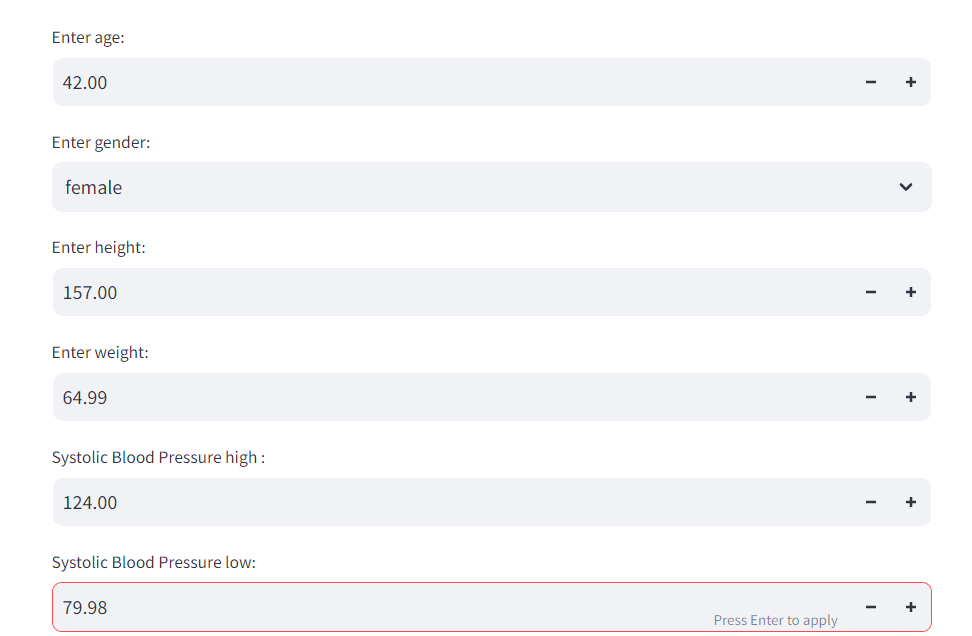 Enter age:
42.00
Enter gender:
female
Enter height:
157.00
Enter weight:
64.99
Systolic Blood Pressure high :
124.00
Systolic Blood Pressure low:
79.98
Press Enter to apply